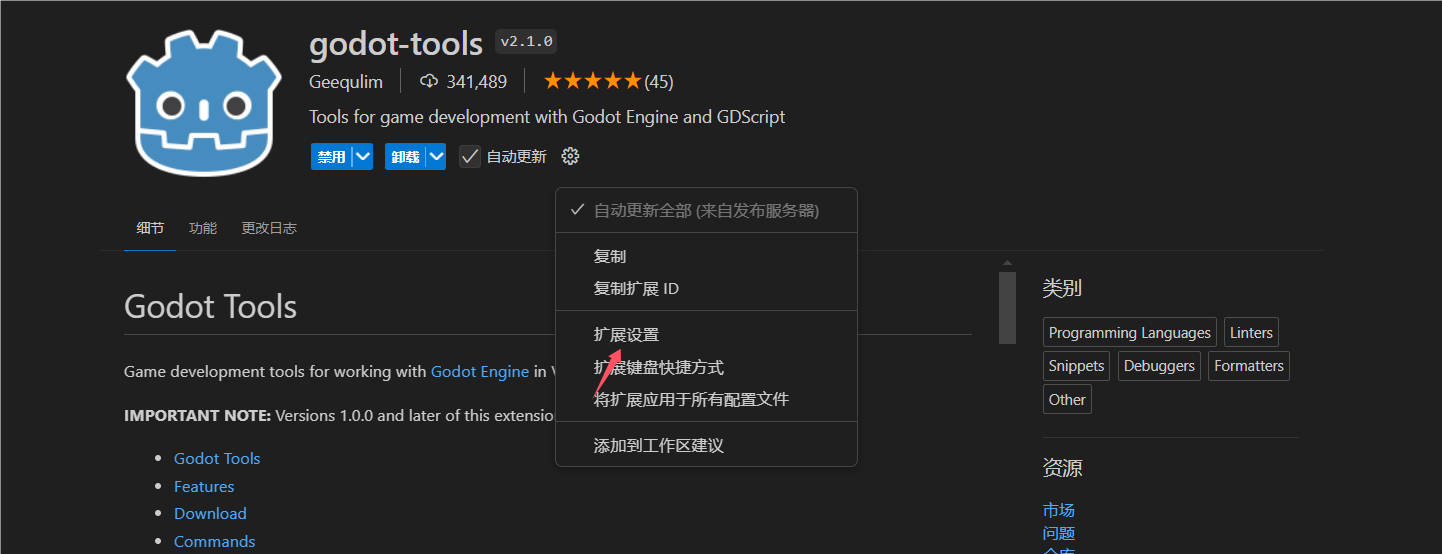 godot-tools v2.1.0
Geequlim 341,489 (45)
Tools for game development with Godot Engine and GDScript
禁用 卸载 自动更新
自动更新全部 (来自发布服务器)
复制
复制扩展 ID
扩展设置
扩展键盘快捷方式
将扩展应用于所有配置文件
添加到工作区建议
细节 功能 更改日志
Godot Tools
Game development tools for working with Godot Engine in
IMPORTANT NOTE: Versions 1.0.0 and later of this extension
Godot Tools
Features
Download
Commands
类别
Programming Languages Linters
Snippets Debuggers Formatters
Other
资源
市场
问题